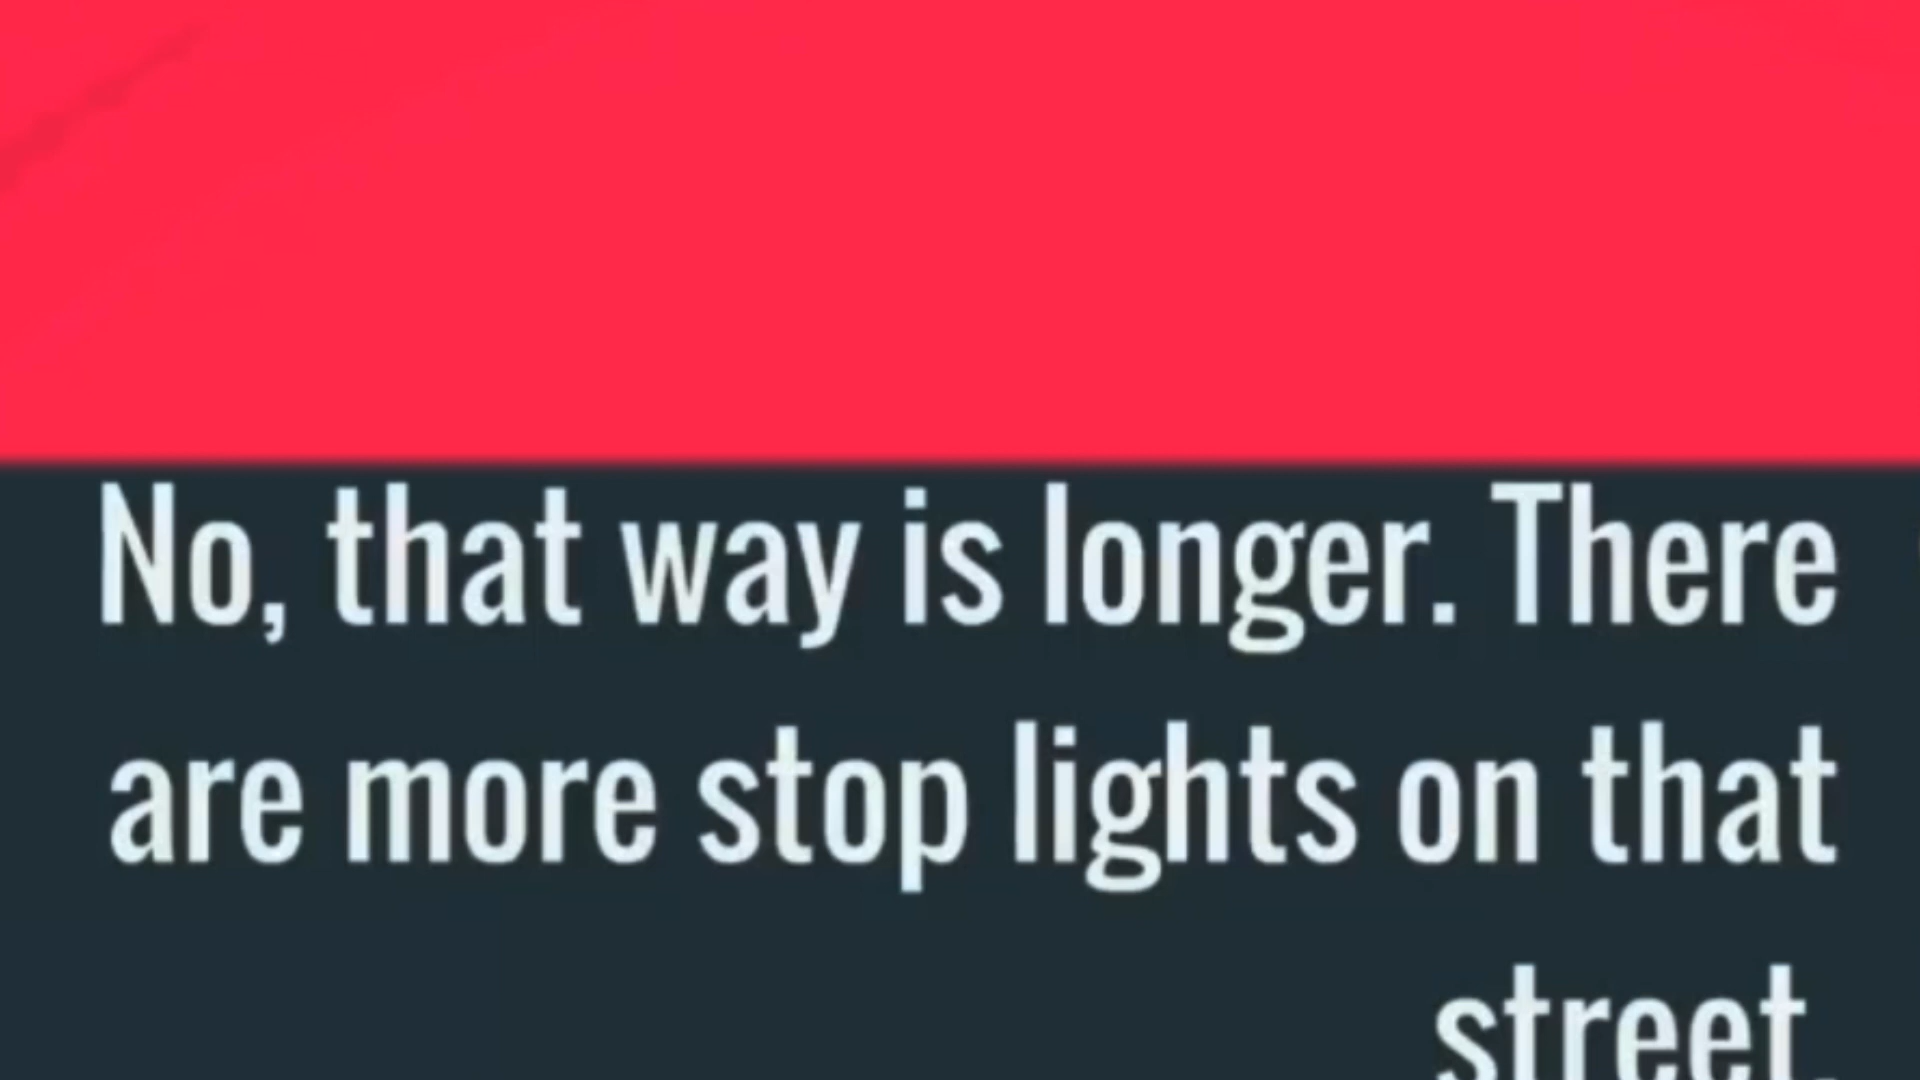 No, that way is longer. There
are more stop lights on that
street.